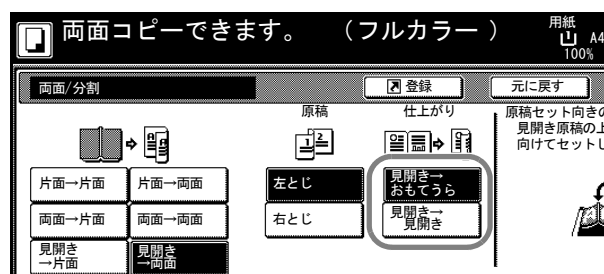 両面コピーできます。 （フルカラー ）
用紙
A4
100%
両面/分割
登録
元に戻す
原稿
仕上がり
原稿セット向きの
見開き原稿の上
向けてセットし
片面→片面
片面→両面
両面→片面
両面→両面
見開き
→片面
見開き
→両面
左とじ
右とじ
見開き→
おもてうら
見開き→
見開き